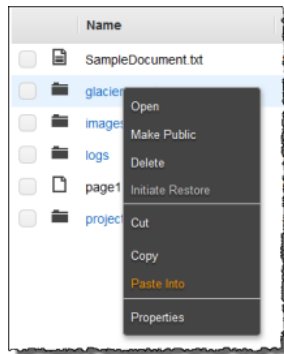 Name
SampleDocument.txt
glacier
Open
Make Public
images
Delete
logs
Initiate Restore
page1
project
Cut
Copy
Paste Into
Properties